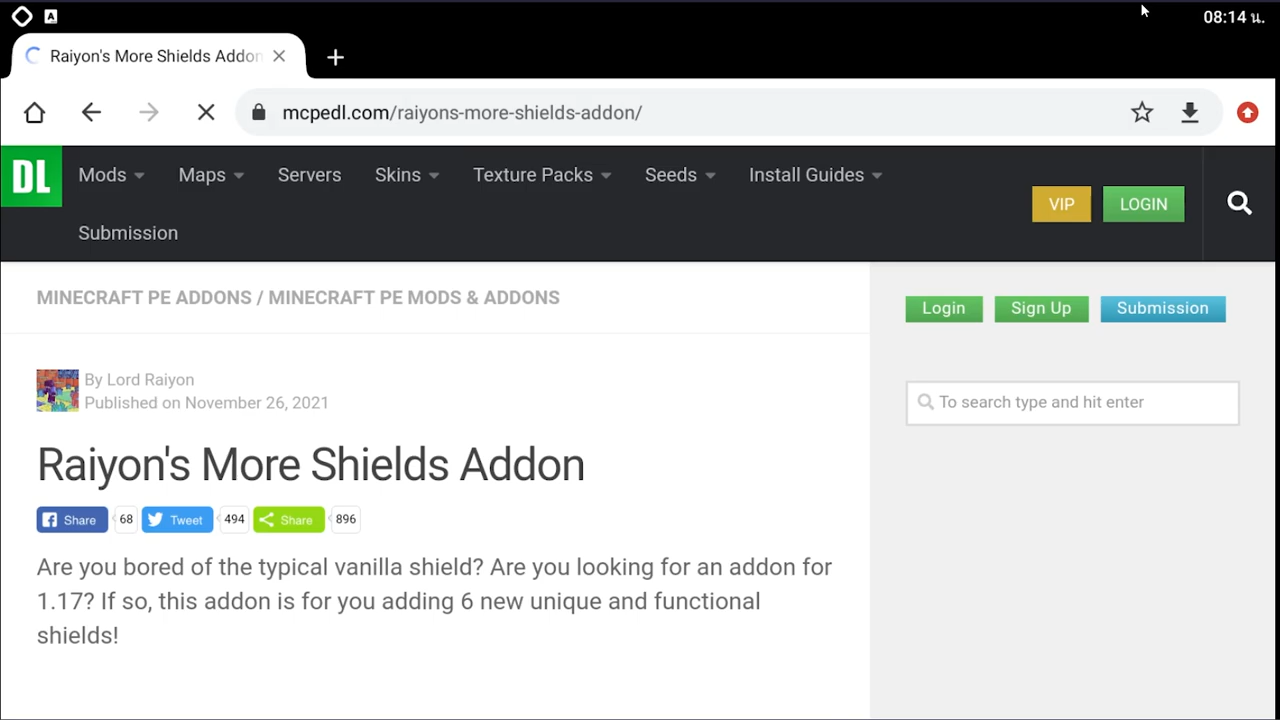 A
08:14 น.
Raiyon's More Shields Addon
mcpedl.com/raiyons-more-shields-addon/
DL
Mods Maps Servers Skins Texture Packs Seeds Install Guides
Submission
VIP LOGIN
MINECRAFT PE ADDONS / MINECRAFT PE MODS & ADDONS
Login Sign Up Submission
By Lord Raiyon
Published on November 26, 2021
To search type and hit enter
Raiyon's More Shields Addon
Share 68 Tweet 494 Share 896
Are you bored of the typical vanilla shield? Are you looking for an addon for
1.17? If so, this addon is for you adding 6 new unique and functional
shields!